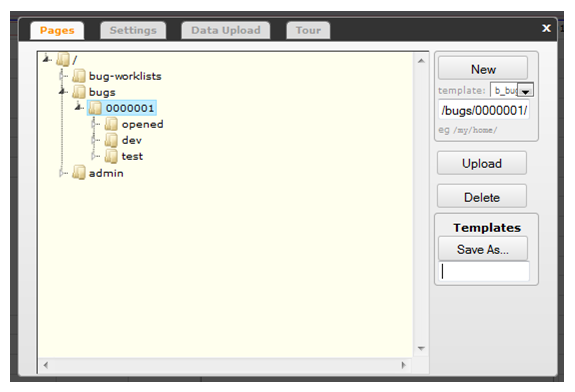 Pages Settings Data Upload Tour x
/
bug-worklists
bugs
0000001
opened
dev
test
admin
New
template: b_bug
/bugs/0000001/
eg /my/home/
Upload
Delete
Templates
Save As...